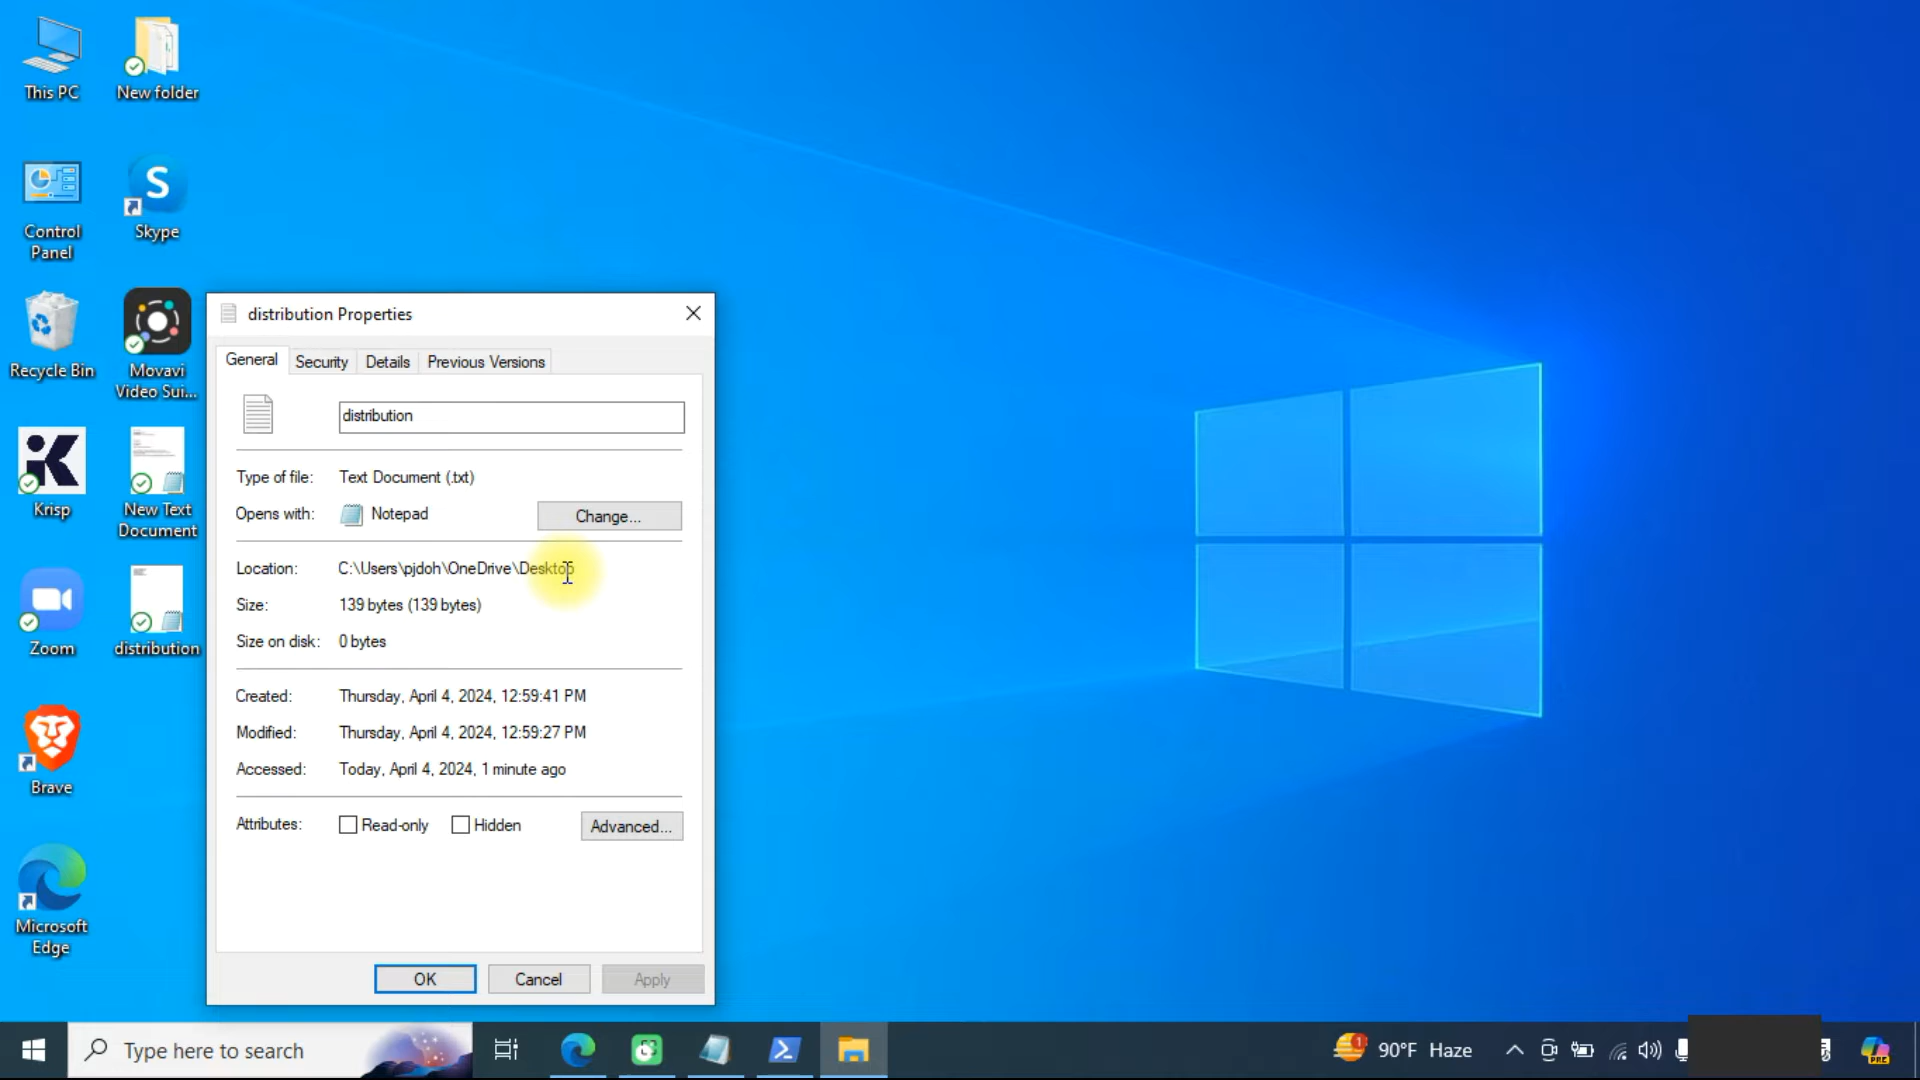 This PC
New folder
Control
Panel
Skype
Recycle Bin
Movavi
Video Sui...
Krisp
New Text
Document
Zoom
distribution
Brave
Microsoft
Edge
distribution Properties
General
Security
Details
Previous Versions
distribution
Type of file: Text Document (.txt)
Opens with: Notepad
Change...
Location: C:\Users\pjdoh\OneDrive\Desktop
Size: 139 bytes (139 bytes)
Size on disk: 0 bytes
Created: Thursday, April 4, 2024, 12:59:41 PM
Modified: Thursday, April 4, 2024, 12:59:27 PM
Accessed: Today, April 4, 2024, 1 minute ago
Attributes: Read-only Hidden Advanced...
OK
Cancel
Apply
Type here to search
1
90°F Haze
PRE